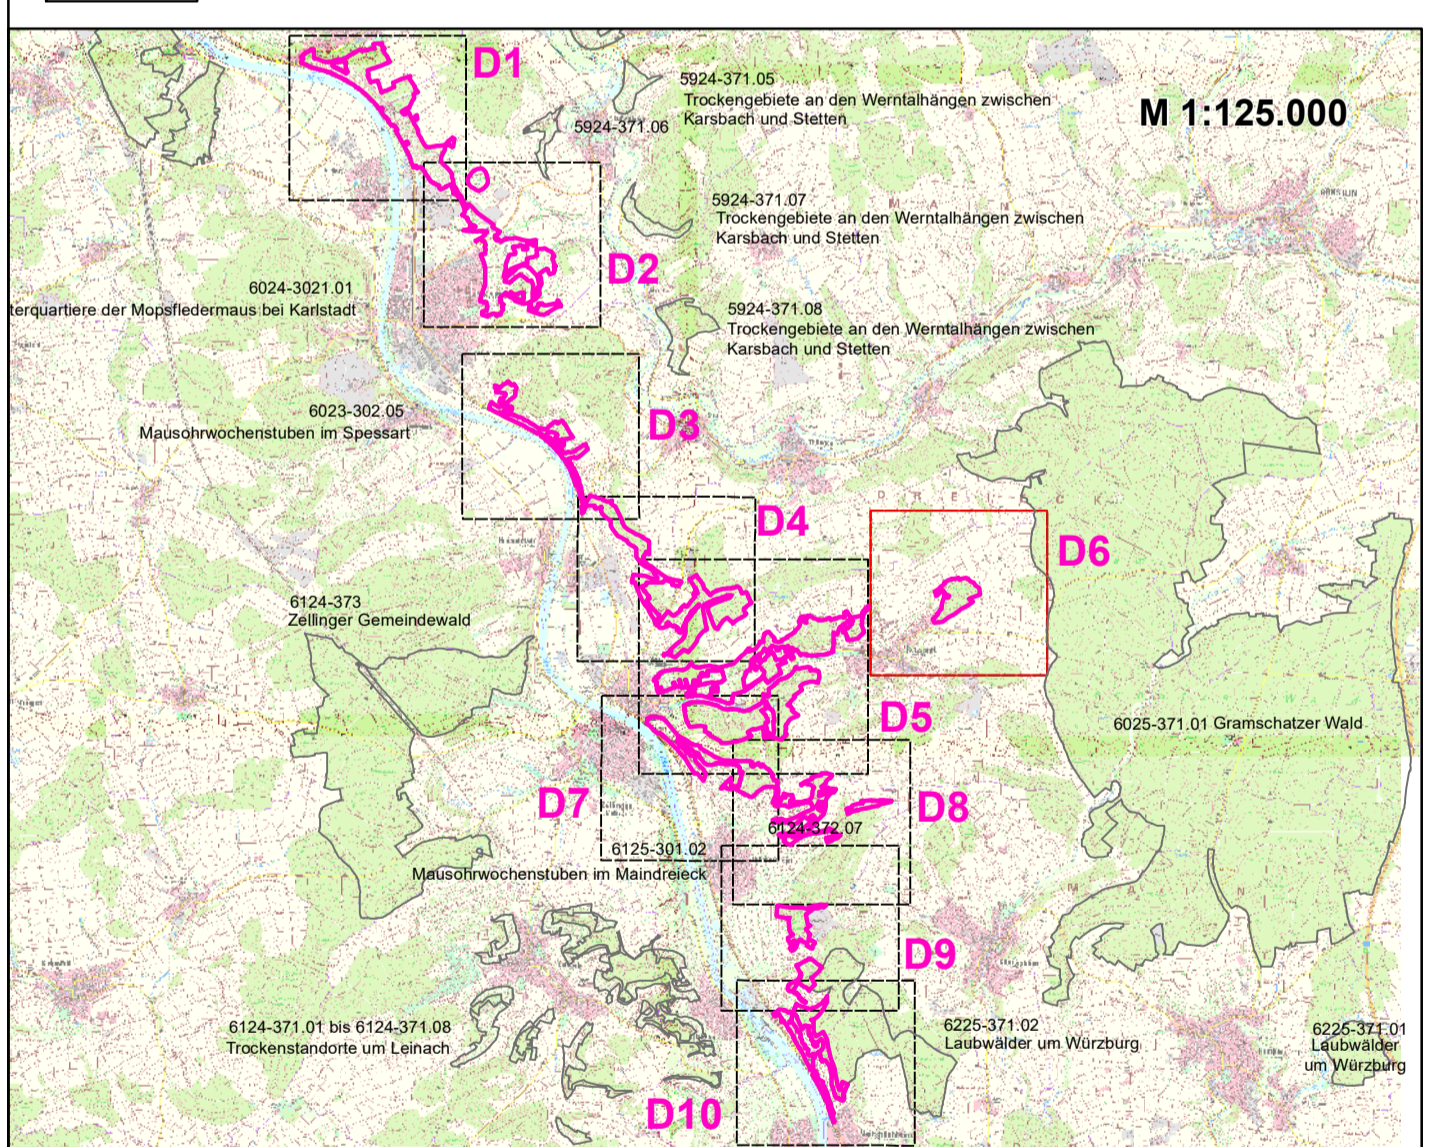 D1
5924-371.05
Trockengebiete an den Werntalhängen zwischen
Karsbach und Stetten
M 1:125.000
5924-371.06
5924-371.07
Trockengebiete an den Werntalhängen zwischen
Karsbach und Stetten
D2
6024-3021.01
terquartiere der Mopsfledermaus bei Karlstadt
5924-371.08
Trockengebiete an den Werntalhängen zwischen
Karsbach und Stetten
6023-302.05
Mausohrwochenstuben im Spessart
D3
D4
D6
6124-373
Zellinger Gemeindewald
D5
6025-371.01 Gramschatzer Wald
D7
D8
6124-372.07
6125-301.02
Mausohrwochenstuben im Maindreieck
D9
6124-371.01 bis 6124-371.08
Trockenstandorte um Leinach
6225-371.02
Laubwälder um Würzburg
6225-371.01
Laubwälder
um Würzburg
D10